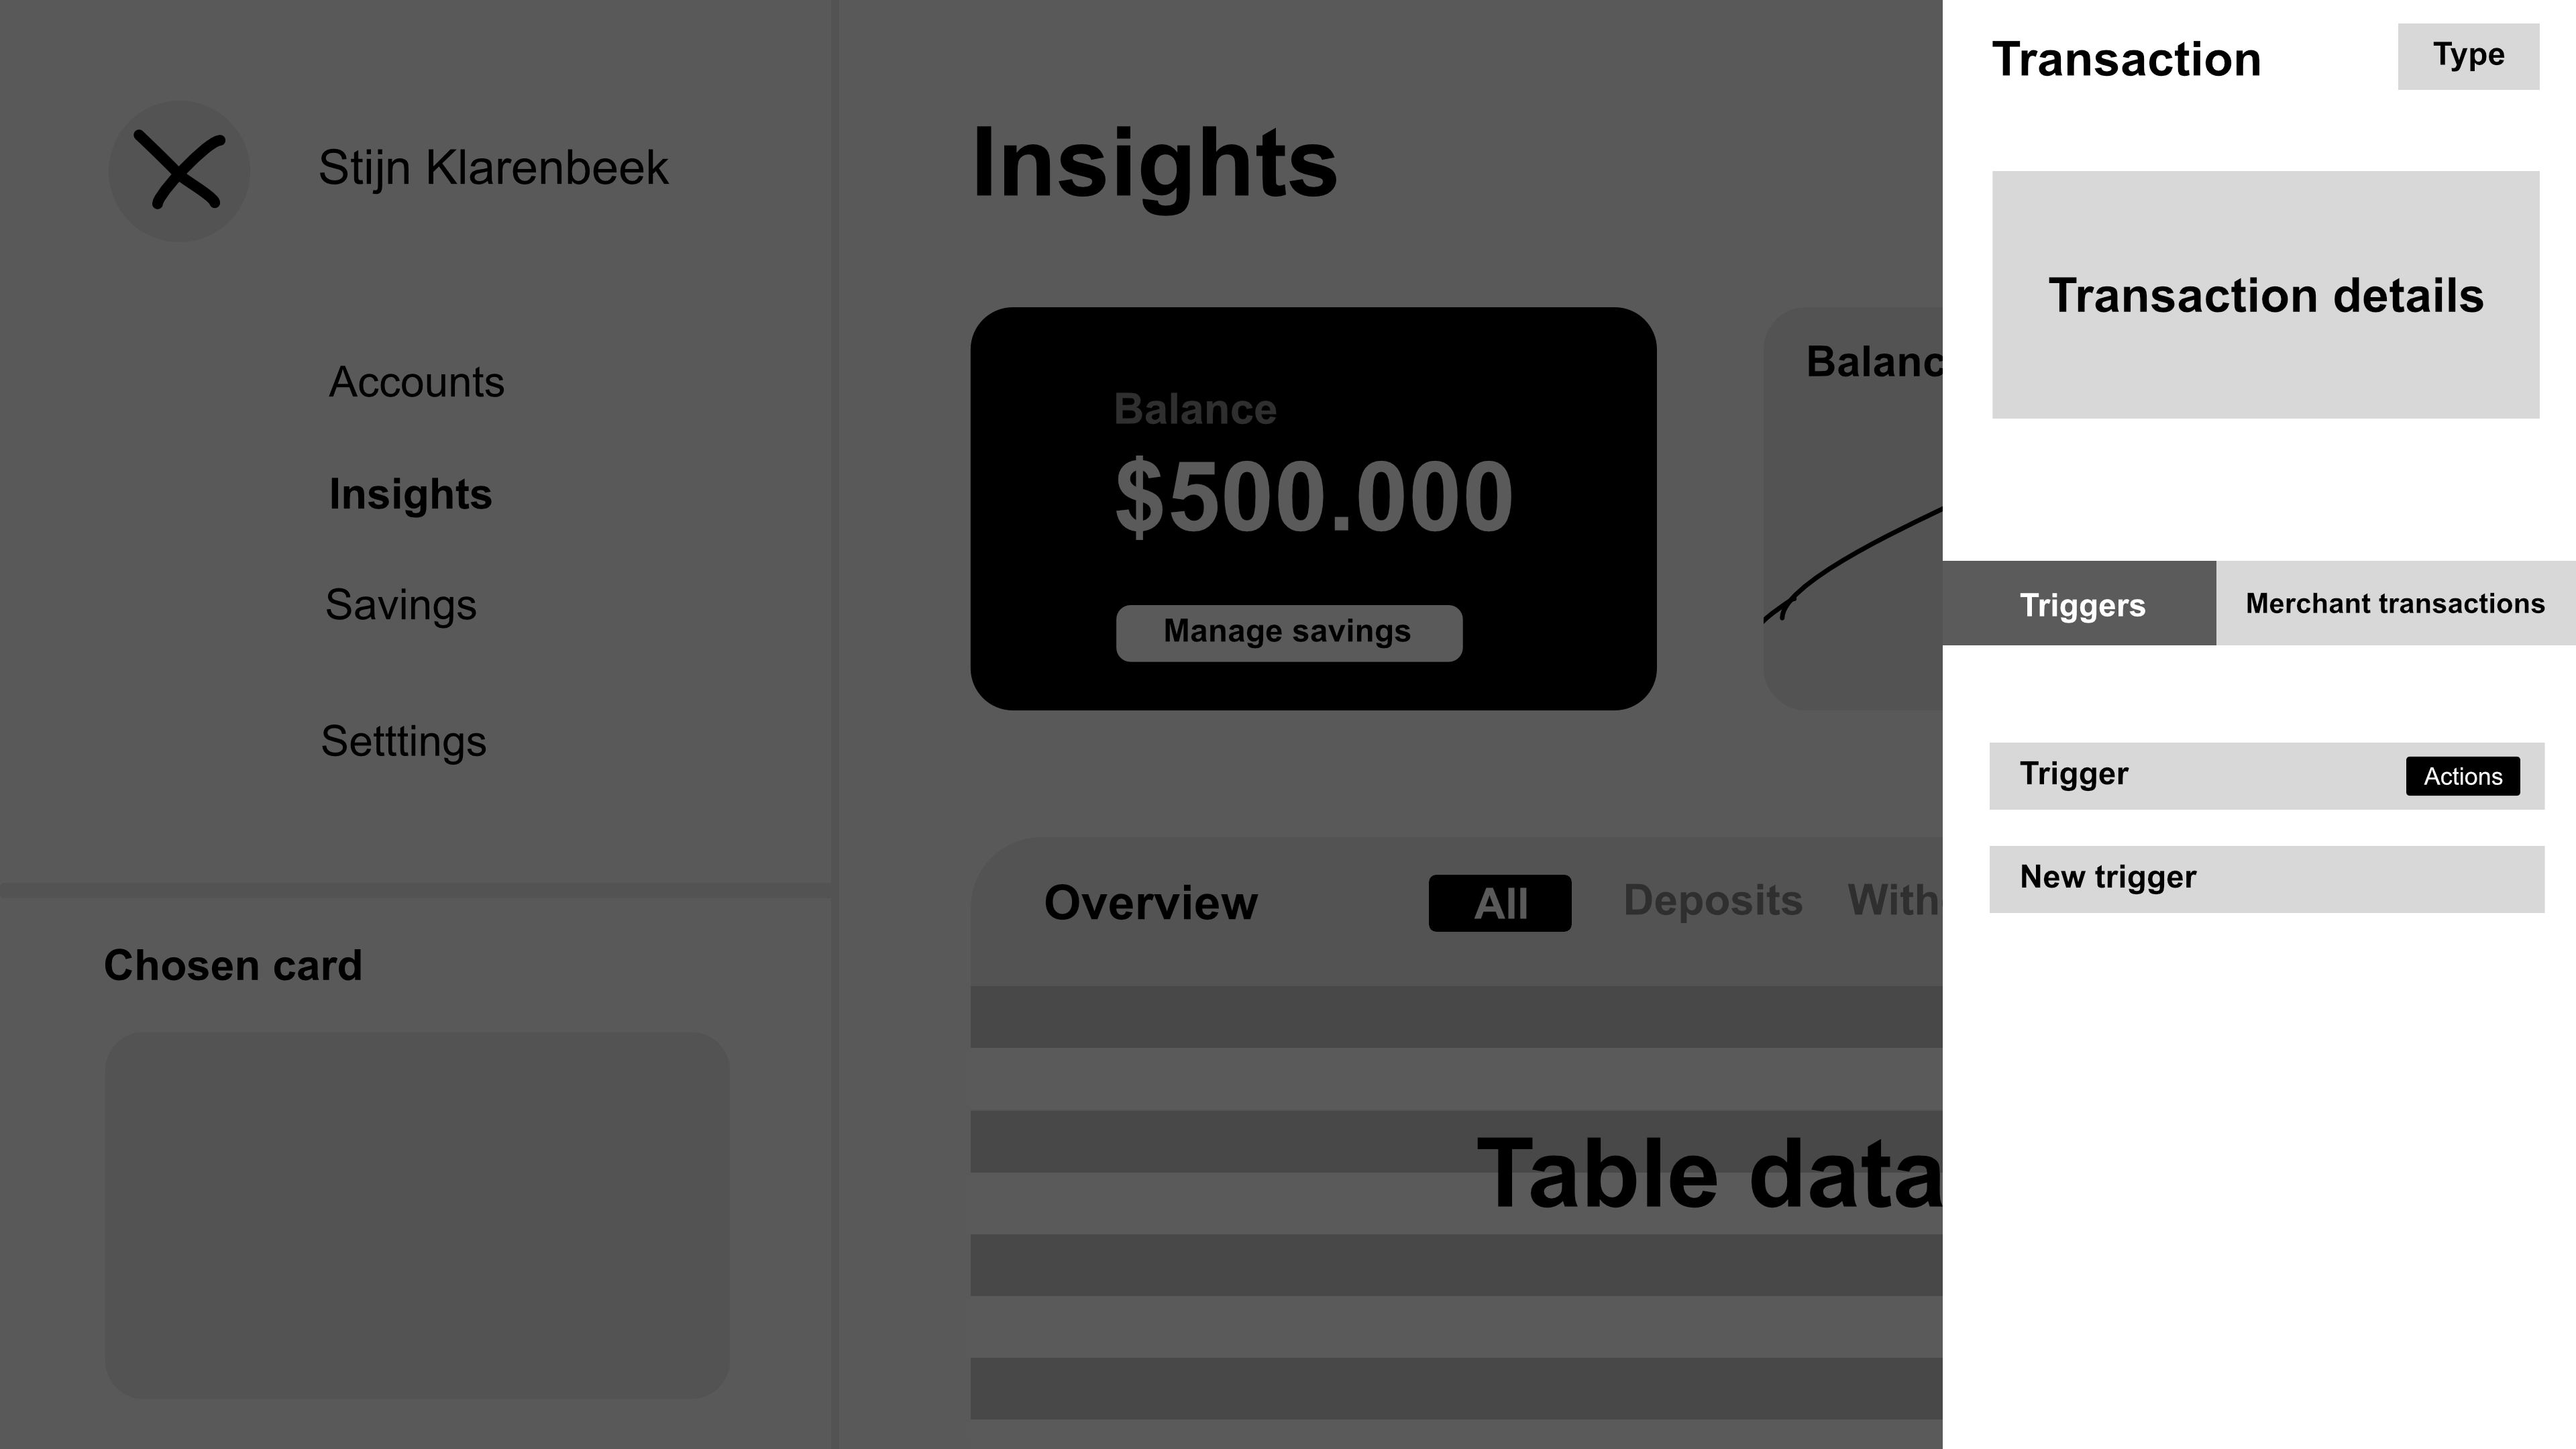 Stijn Klarenbeek
Accounts
Insights
Savings
Setttings
Chosen card
Insights
Balance
$500.000
Manage savings
Balanc
Overview All Deposits With
Table data
Transaction Type
Transaction details
Triggers Merchant transactions
Trigger Actions
New trigger